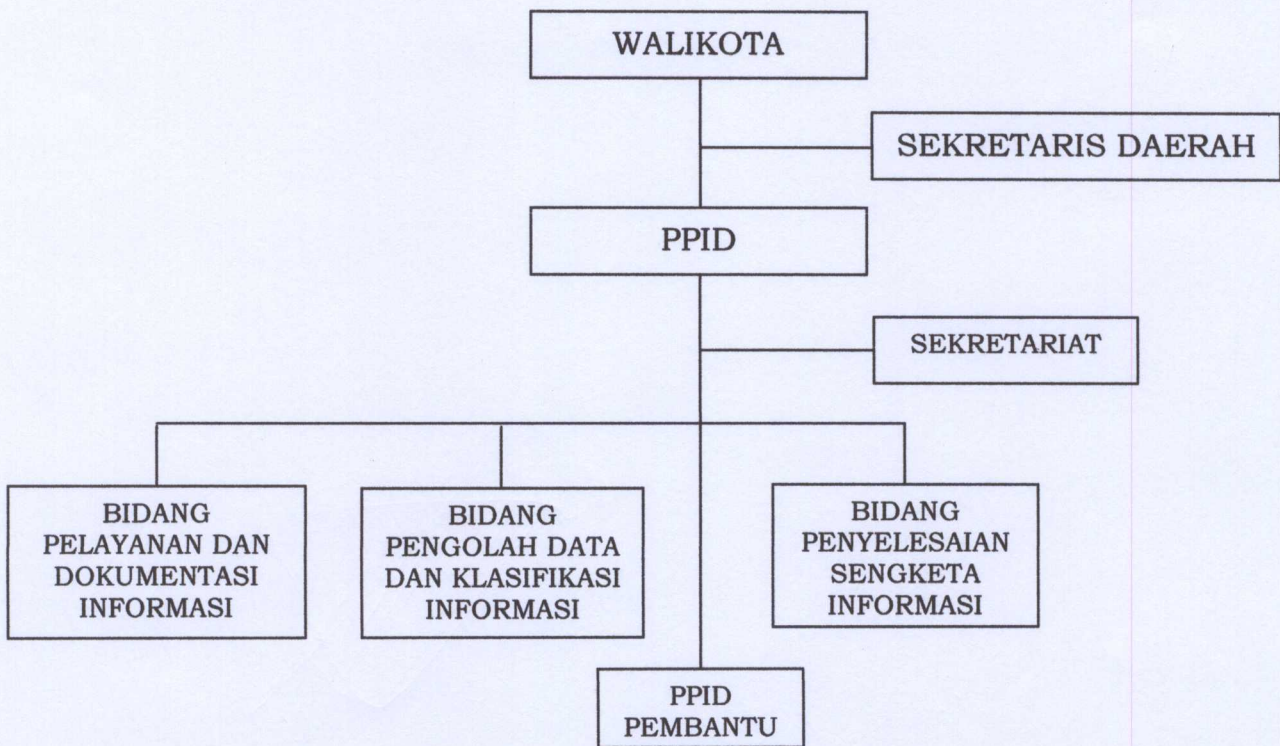 WALIKOTA
SEKRETARIS DAERAH
PPID
SEKRETARIAT
BIDANG
PELAYANAN DAN
DOKUMENTASI
INFORMASI
BIDANG
PENGOLAH DATA
DAN KLASIFIKASI
INFORMASI
BIDANG
PENYELESAIAN
SENGKETA
INFORMASI
PPID
PEMBANTU